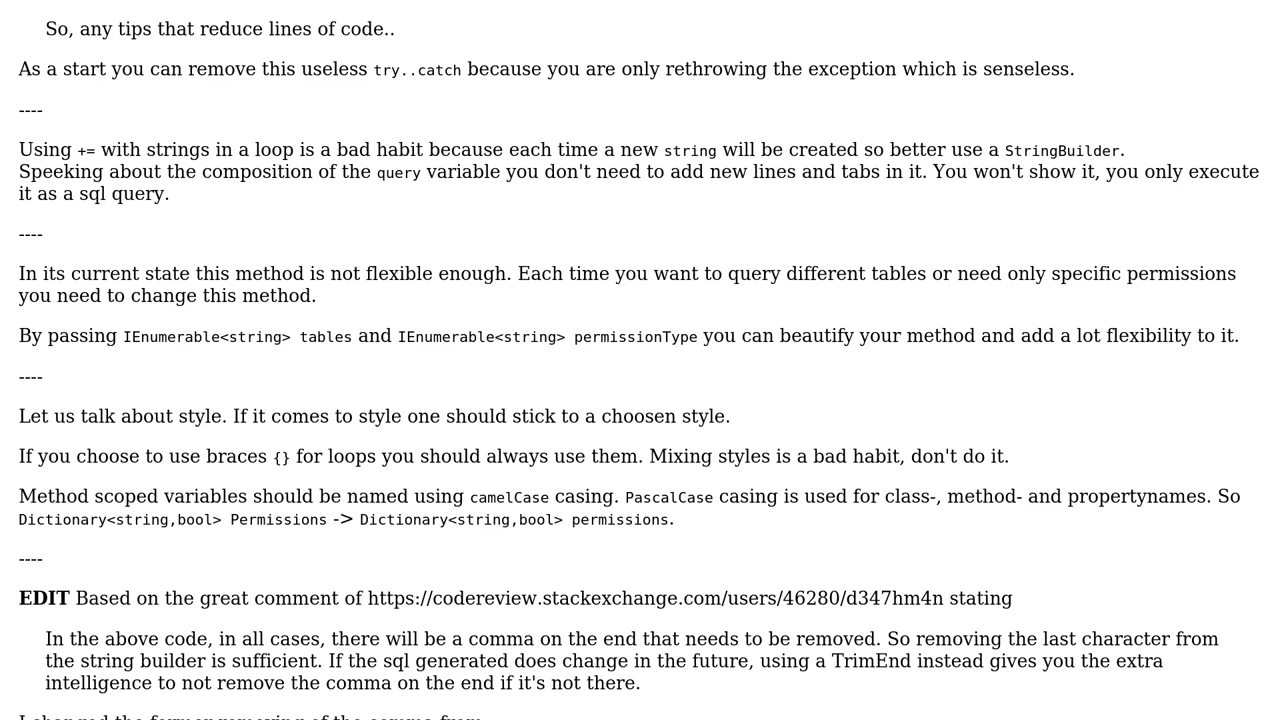 So, any tips that reduce lines of code..
As a start you can remove this useless try..catch because you are only rethrowing the exception which is senseless.
----
Using += with strings in a loop is a bad habit because each time a new string will be created so better use a StringBuilder.
Speeking about the composition of the query variable you don't need to add new lines and tabs in it. You won't show it, you only execute
it as a sql query.
----
In its current state this method is not flexible enough. Each time you want to query different tables or need only specific permissions
you need to change this method.
By passing IEnumerable<string> tables and IEnumerable<string> permissionType you can beautify your method and add a lot flexibility to it.
----
Let us talk about style. If it comes to style one should stick to a choosen style.
If you choose to use braces {} for loops you should always use them. Mixing styles is a bad habit, don't do it.
Method scoped variables should be named using camelCase casing. PascalCase casing is used for class-, method- and propertynames. So
Dictionary<string,bool> Permissions -> Dictionary<string,bool> permissions.
----
EDIT Based on the great comment of https://codereview.stackexchange.com/users/46280/d347hm4n stating
In the above code, in all cases, there will be a comma on the end that needs to be removed. So removing the last character from
the string builder is sufficient. If the sql generated does change in the future, using a TrimEnd instead gives you the extra
intelligence to not remove the comma on the end if it's not there.
I changed the former removing of the comma from